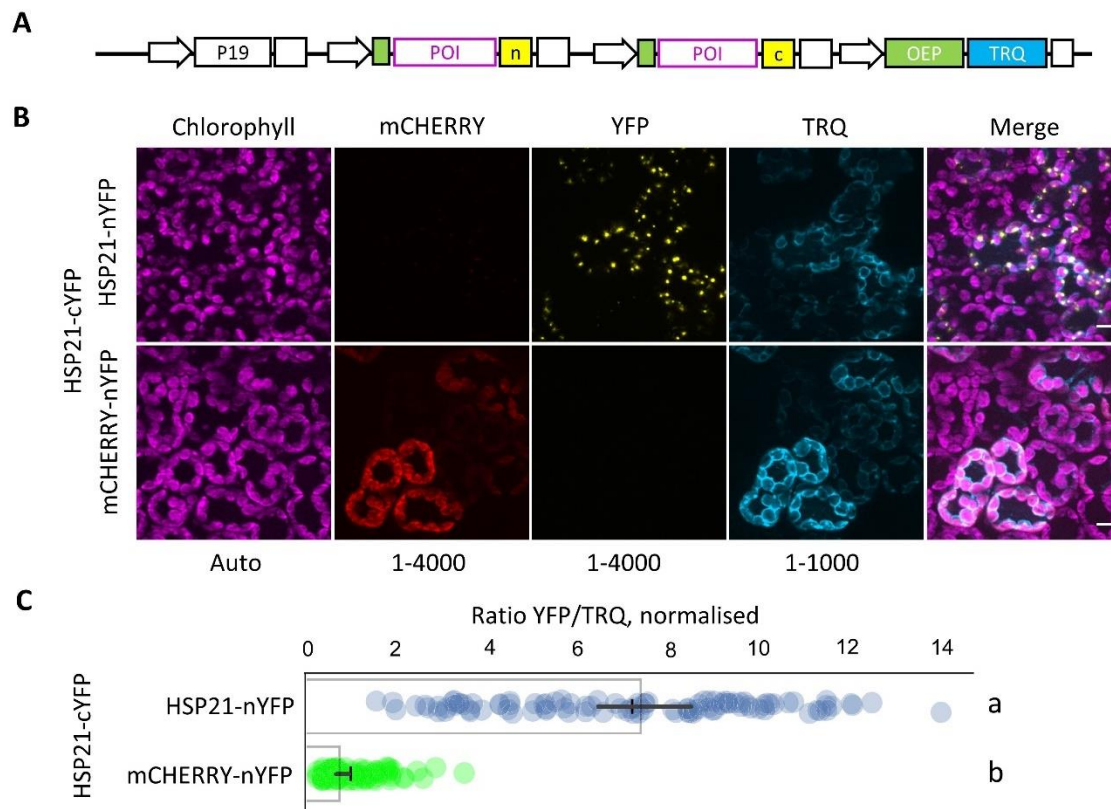 A
P19 POI n POI c OEP TRQ
B
Chlorophyll mCHERRY YFP TRQ Merge
HSP21-cYFP
HSP21-nYFP
mCHERRY-nYFP
Auto 1-4000 1-4000 1-1000
C
Ratio YFP/TRQ, normalised
0 2 4 6 8 10 12 14
HSP21-cYFP
HSP21-nYFP a
mCHERRY-nYFP b